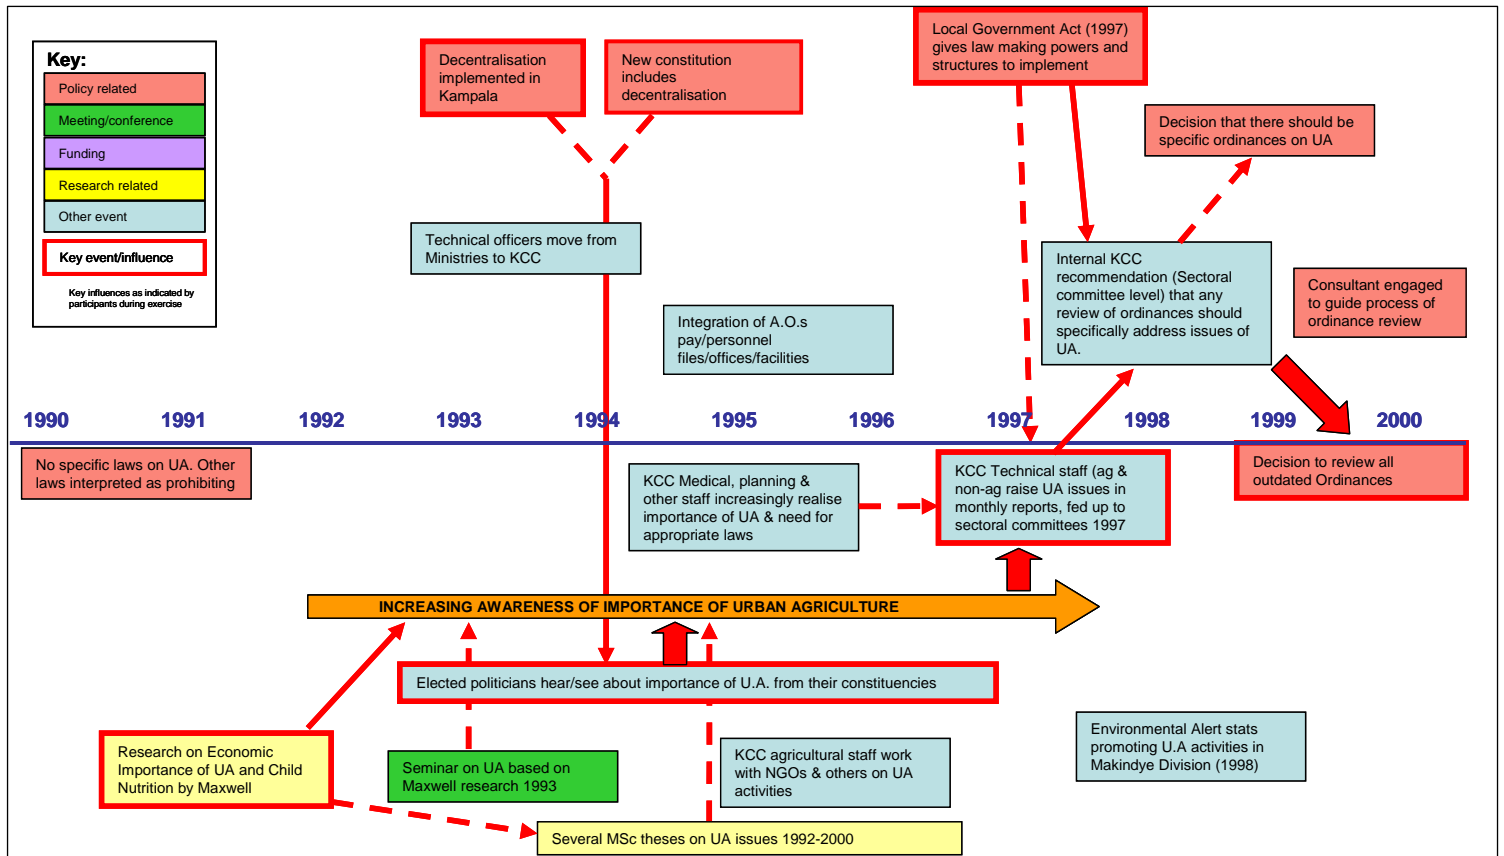 Key:
Policy related
Meeting/conference
Funding
Research related
Other event
Key event/influence
Key influences as indicated by
participants during exercise
Decentralisation
implemented in
Kampala
New constitution
includes
decentralisation
Local Government Act (1997)
gives law making powers and
structures to implement
Decision that there should be
specific ordinances on UA
Technical officers move from
Ministries to KCC
Internal KCC
recommendation (Sectoral
committee level) that any
review of ordinances should
specifically address issues of
UA.
Consultant engaged
to guide process of
ordinance review
Integration of A.O.s
pay/personnel
files/offices/facilities
1990
1991
1992
1993
1994
1995
1996
1997
1998
1999
2000
No specific laws on UA. Other
laws interpreted as prohibiting
KCC Medical, planning &
other staff increasingly realise
importance of UA & need for
appropriate laws
KCC Technical staff (ag &
non-ag raise UA issues in
monthly reports, fed up to
sectoral committees 1997
Decision to review all
outdated Ordinances
INCREASING AWARENESS OF IMPORTANCE OF URBAN AGRICULTURE
Elected politicians hear/see about importance of U.A. from their constituencies
Research on Economic
Importance of UA and Child
Nutrition by Maxwell
Seminar on UA based on
Maxwell research 1993
KCC agricultural staff work
with NGOs & others on UA
activities
Environmental Alert stats
promoting U.A activities in
Makindye Division (1998)
Several MSc theses on UA issues 1992-2000